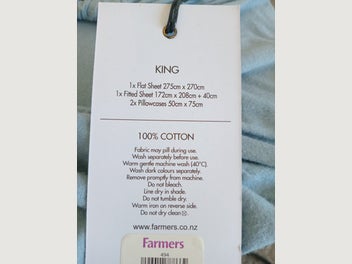 KING
1x Flat Sheet 275cm x 270cm
1x Fitted Sheet 172cm x 208cm + 40cm
2x Pillowcases 50cm x 75cm
100% COTTON
Fabric may pill during use.
Wash separately before use.
Warm gentle machine wash (40°C).
Wash dark colours separately.
Remove promptly from machine.
Do not bleach.
Line dry in shade.
Do not tumble dry.
Warm iron on reverse side.
Do not dry clean
www.farmers.co.nz
Farmers
494